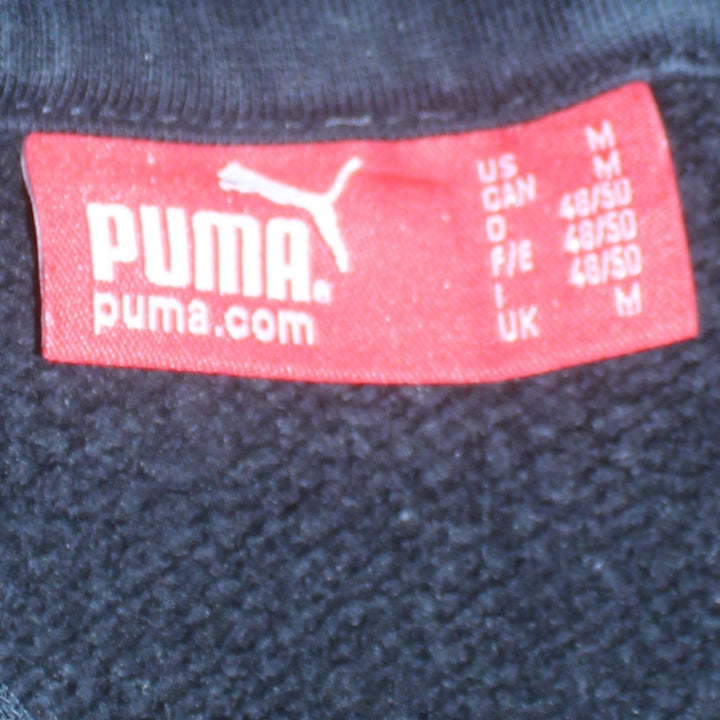 PUMA®
puma.com
US M
CAN M
D 48/50
F/E 48/50
I 48/50
UK M